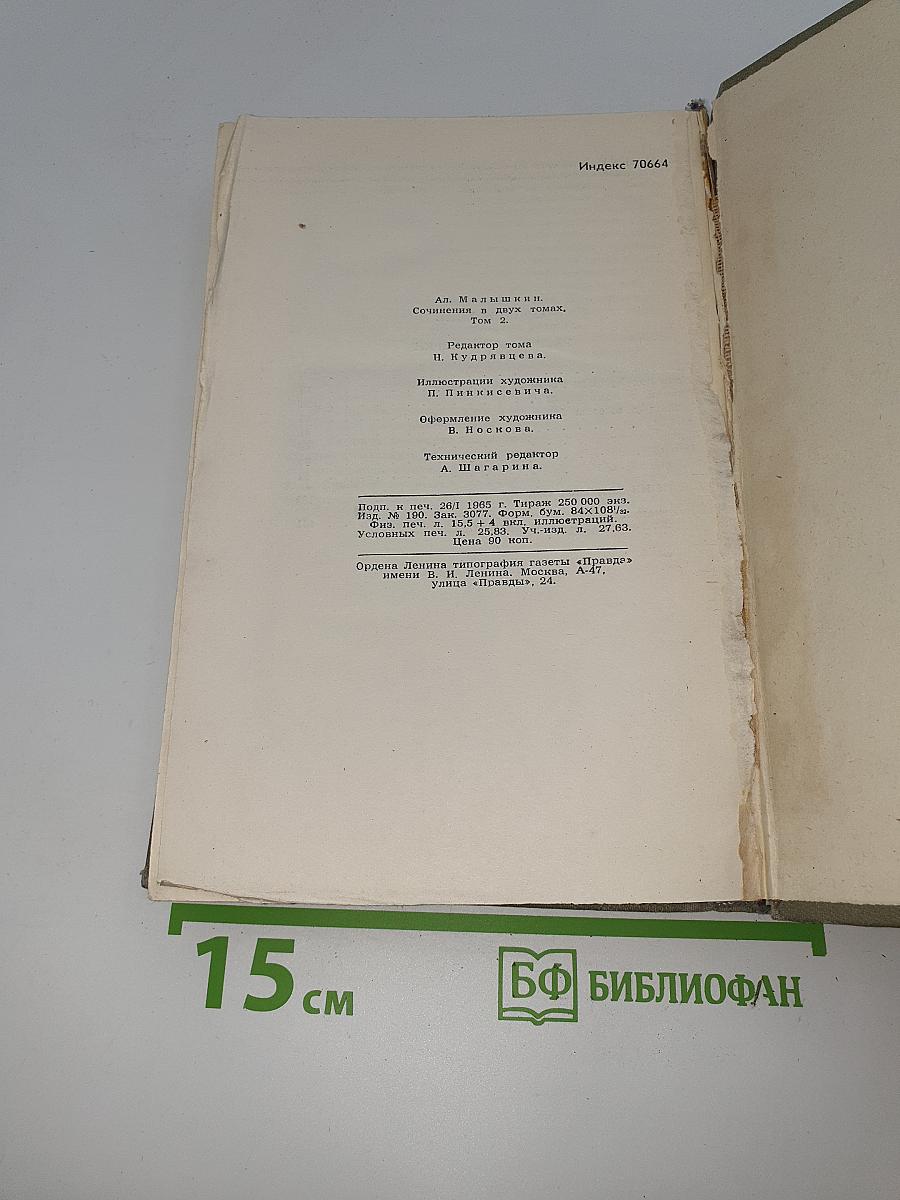 Индекс 70664
Ал. Малышкин.
Сочинения в двух томах.
Том 2.
Редактор тома
Н. Кудрявцева.
Иллюстрации художника
П. Пинкисевича.
Оформление художника
В. Носкова.
Технический редактор
А. Шагарина.
Подп. к печ. 26/I 1965 г. Тираж 250 000 экз.
Изд. № 190. Зак. 3077. Форм. бум. 84×108¹/₃₂.
Физ. печ. л. 15,5 + 4 вкл. иллюстраций.
Условных печ. л. 25,83. Уч.-изд. л. 27,63.
Цена 90 коп.
Ордена Ленина типография газеты «Правда»
имени В. И. Ленина. Москва, А-47,
улица «Правды», 24.
15 см
БФ БИБЛИОФАН